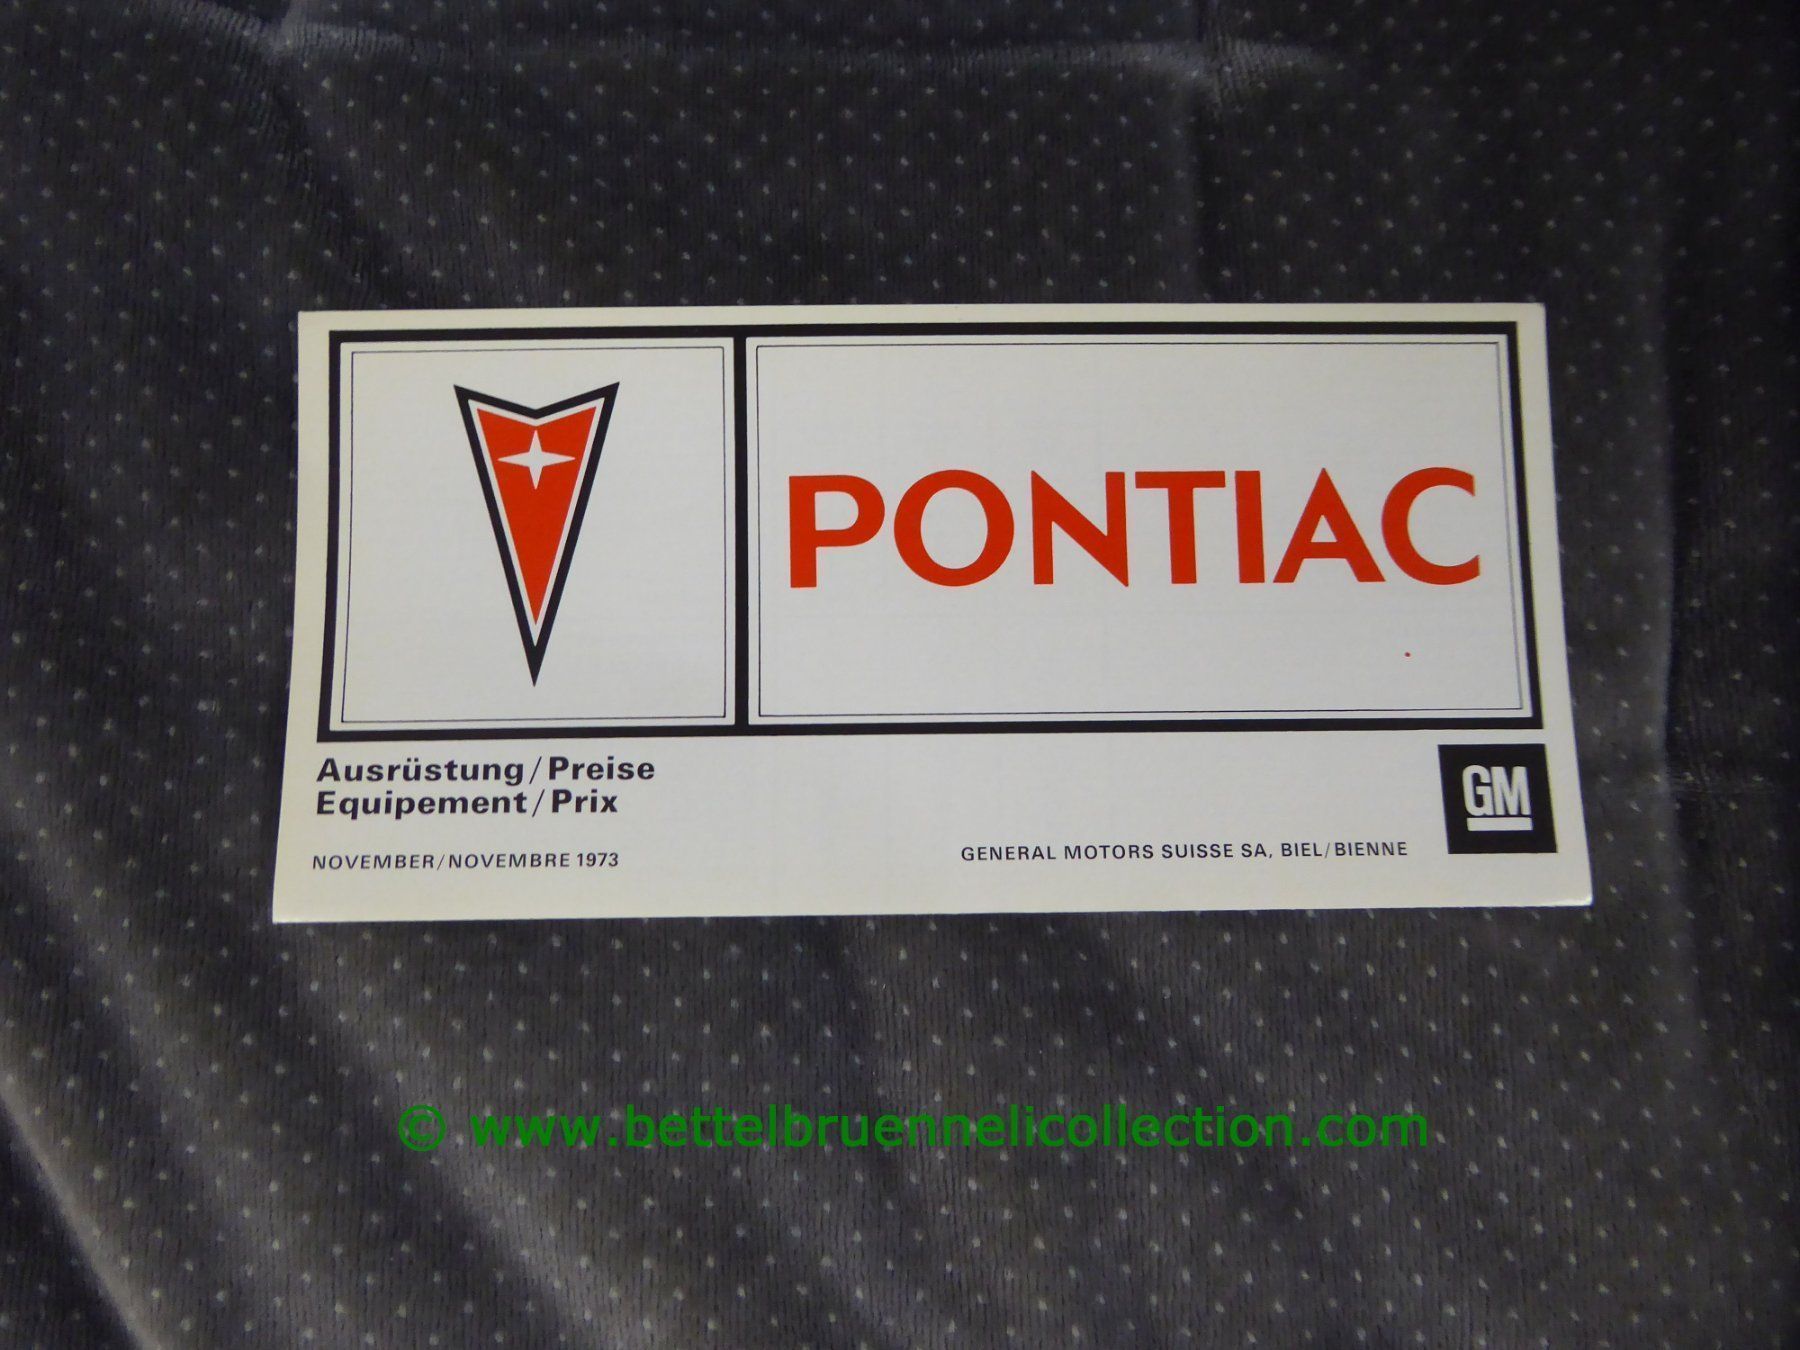 PONTIAC
Ausrüstung/Preise
Equipement/Prix
NOVEMBER/NOVEMBRE 1973
GENERAL MOTORS SUISSE SA, BIEL/BIENNE
GM
© www.bettelbruennelicollection.com